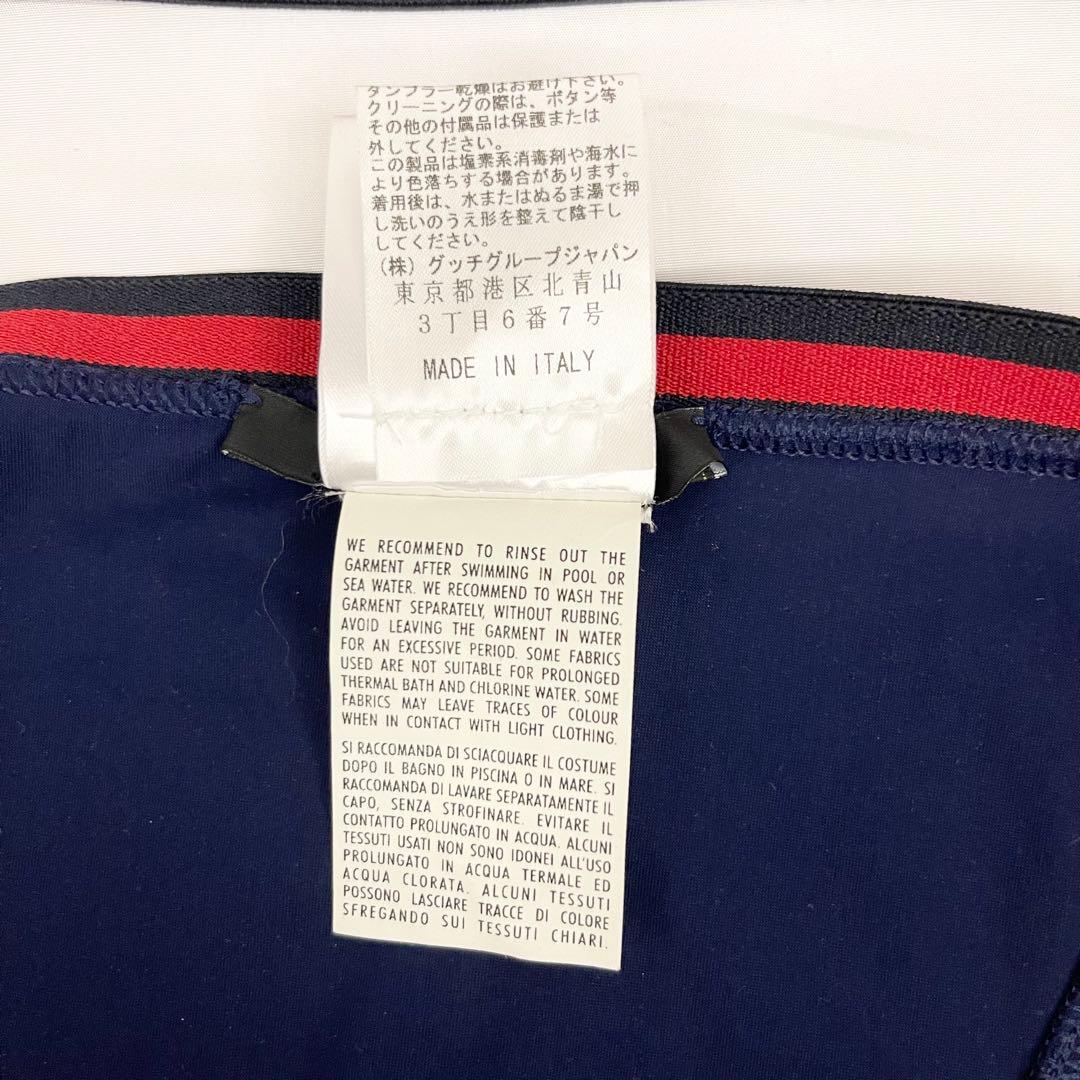 タンブラー乾燥はお避け下さい。
クリーニングの際は、ボタン等
その他の付属品は保護または
外してください。
この製品は塩素系消毒剤や海水に
より色落ちする場合があります。
着用後は、水またはぬるま湯で押
し洗いのうえ形を整えて陰干し
してください。
(株) グッチグループジャパン
東京都港区北青山
3丁目6番7号
MADE IN ITALY
WE RECOMMEND TO RINSE OUT THE
GARMENT AFTER SWIMMING IN POOL OR
SEA WATER. WE RECOMMEND TO WASH THE
GARMENT SEPARATELY, WITHOUT RUBBING.
AVOID LEAVING THE GARMENT IN WATER
FOR AN EXCESSIVE PERIOD. SOME FABRICS
USED ARE NOT SUITABLE FOR PROLONGED
THERMAL BATH AND CHLORINE WATER. SOME
FABRICS MAY LEAVE TRACES OF COLOUR
WHEN IN CONTACT WITH LIGHT CLOTHING.
SI RACCOMANDA DI SCIACQUARE IL COSTUME
DOPO IL BAGNO IN PISCINA O IN MARE. SI
RACCOMANDA DI LAVARE SEPARATAMENTE IL
CAPO, SENZA STROFINARE. EVITARE IL
CONTATTO PROLUNGATO IN ACQUA. ALCUNI
TESSUTI USATI NON SONO IDONEI ALL'USO
PROLUNGATO IN ACQUA TERMALE ED
ACQUA CLORATA. ALCUNI TESSUTI
POSSONO LASCIARE TRACCE DI COLORE
SFREGANDO SUI TESSUTI CHIARI.